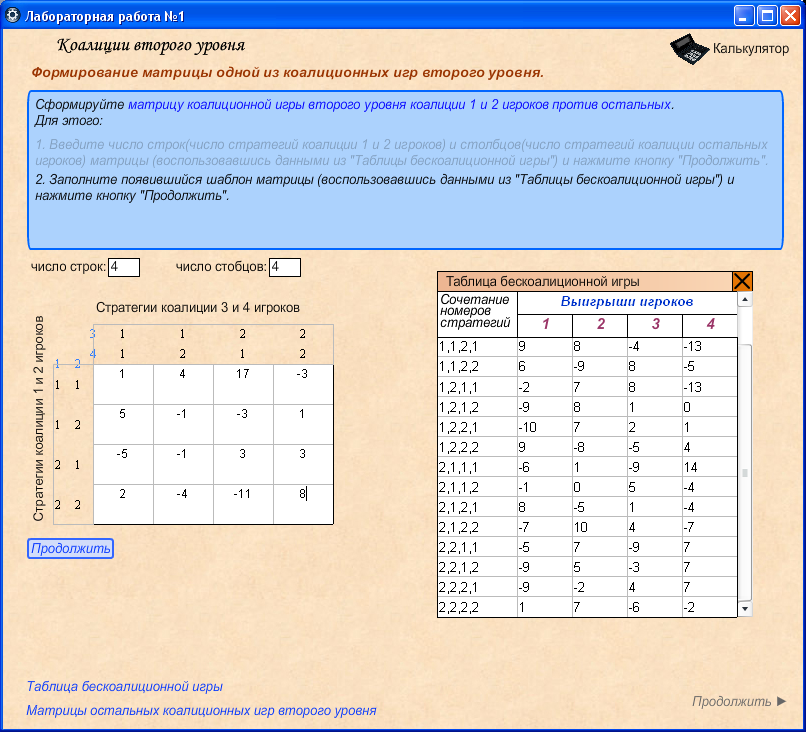 Лабораторная работа №1
Коалиции второго уровня
Калькулятор
Формирование матрицы одной из коалиционных игр второго уровня.
Сформируйте матрицу коалиционной игры второго уровня коалиции 1 и 2 игроков против остальных.
Для этого:
1. Введите число строк(число стратегий коалиции 1 и 2 игроков) и столбцов(число стратегий коалиции остальных
игроков) матрицы (воспользовавшись данными из "Таблицы бескоалиционной игры") и нажмите кнопку "Продолжить".
2. Заполните появившийся шаблон матрицы (воспользовавшись данными из "Таблицы бескоалиционной игры") и
нажмите кнопку "Продолжить".
число строк: 4 число стобцов: 4
Стратегии коалиции 3 и 4 игроков
Стратегии коалиции 1 и 2 игроков
3 1 1 2 2
4 1 2 1 2
1 2
1 1 1 4 17 -3
1 2 5 -1 -3 1
2 1 -5 -1 3 3
2 2 2 -4 -11 8
Продолжить
Таблица бескоалиционной игры
Сочетание
номеров
стратегий
Выигрыши игроков
1 2 3 4
1,1,2,1 9 8 -4 -13
1,1,2,2 6 -9 8 -5
1,2,1,1 -2 7 8 -13
1,2,1,2 -9 8 1 0
1,2,2,1 -10 7 2 1
1,2,2,2 9 -8 -5 4
2,1,1,1 -6 1 -9 14
2,1,1,2 -1 0 5 -4
2,1,2,1 8 -5 1 -4
2,1,2,2 -7 10 4 -7
2,2,1,1 -5 7 -9 7
2,2,1,2 -9 5 -3 7
2,2,2,1 -9 -2 4 7
2,2,2,2 1 7 -6 -2
Таблица бескоалиционной игры
Матрицы остальных коалиционных игр второго уровня
Продолжить